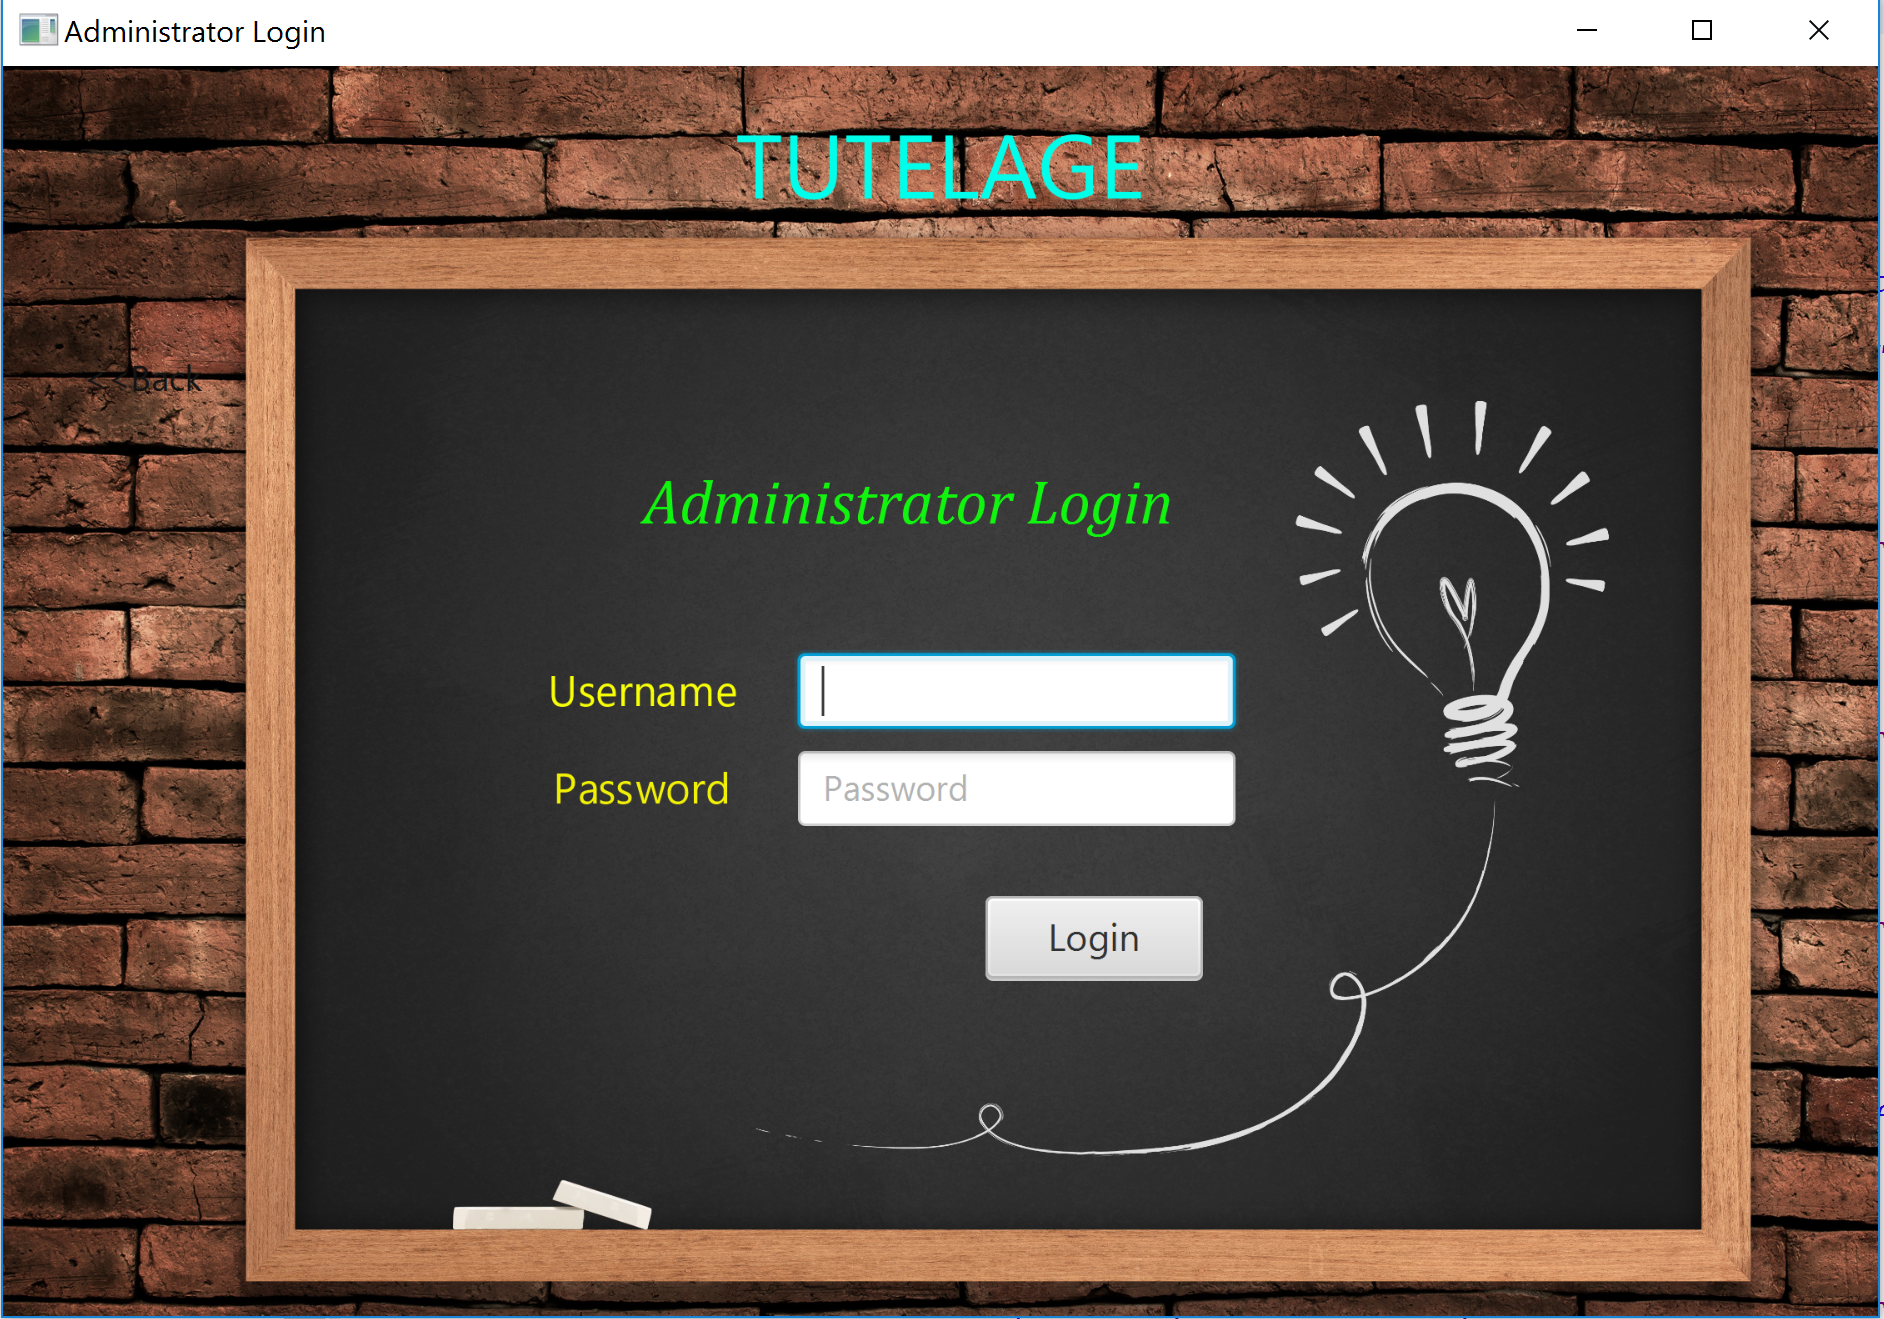 Administrator Login
TUTELAGE
<<Back
Administrator Login
Username
Password
Password
Login